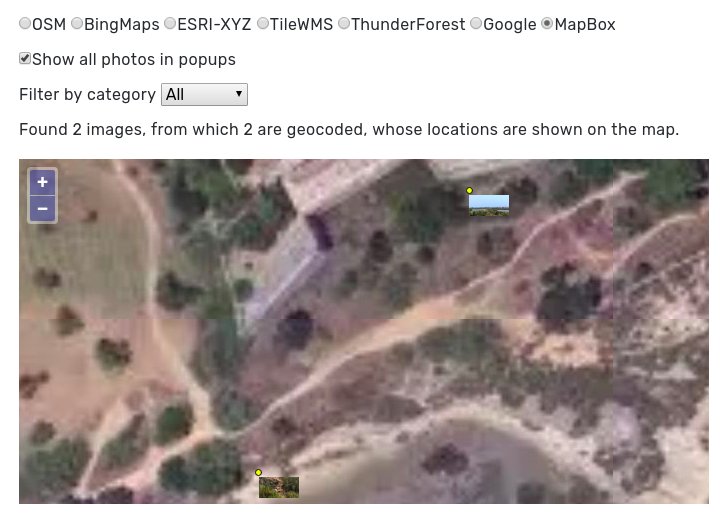 OSM BingMaps ESRI-XYZ TileWMS ThunderForest Google MapBox
Show all photos in popups
Filter by category All
Found 2 images, from which 2 are geocoded, whose locations are shown on the map.
+
−